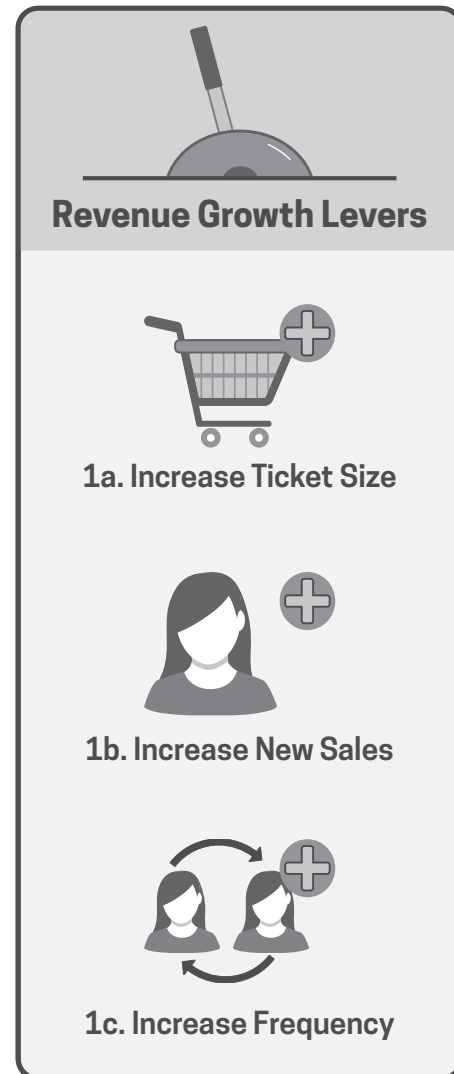 Revenue Growth Levers
1a. Increase Ticket Size
1b. Increase New Sales
1c. Increase Frequency